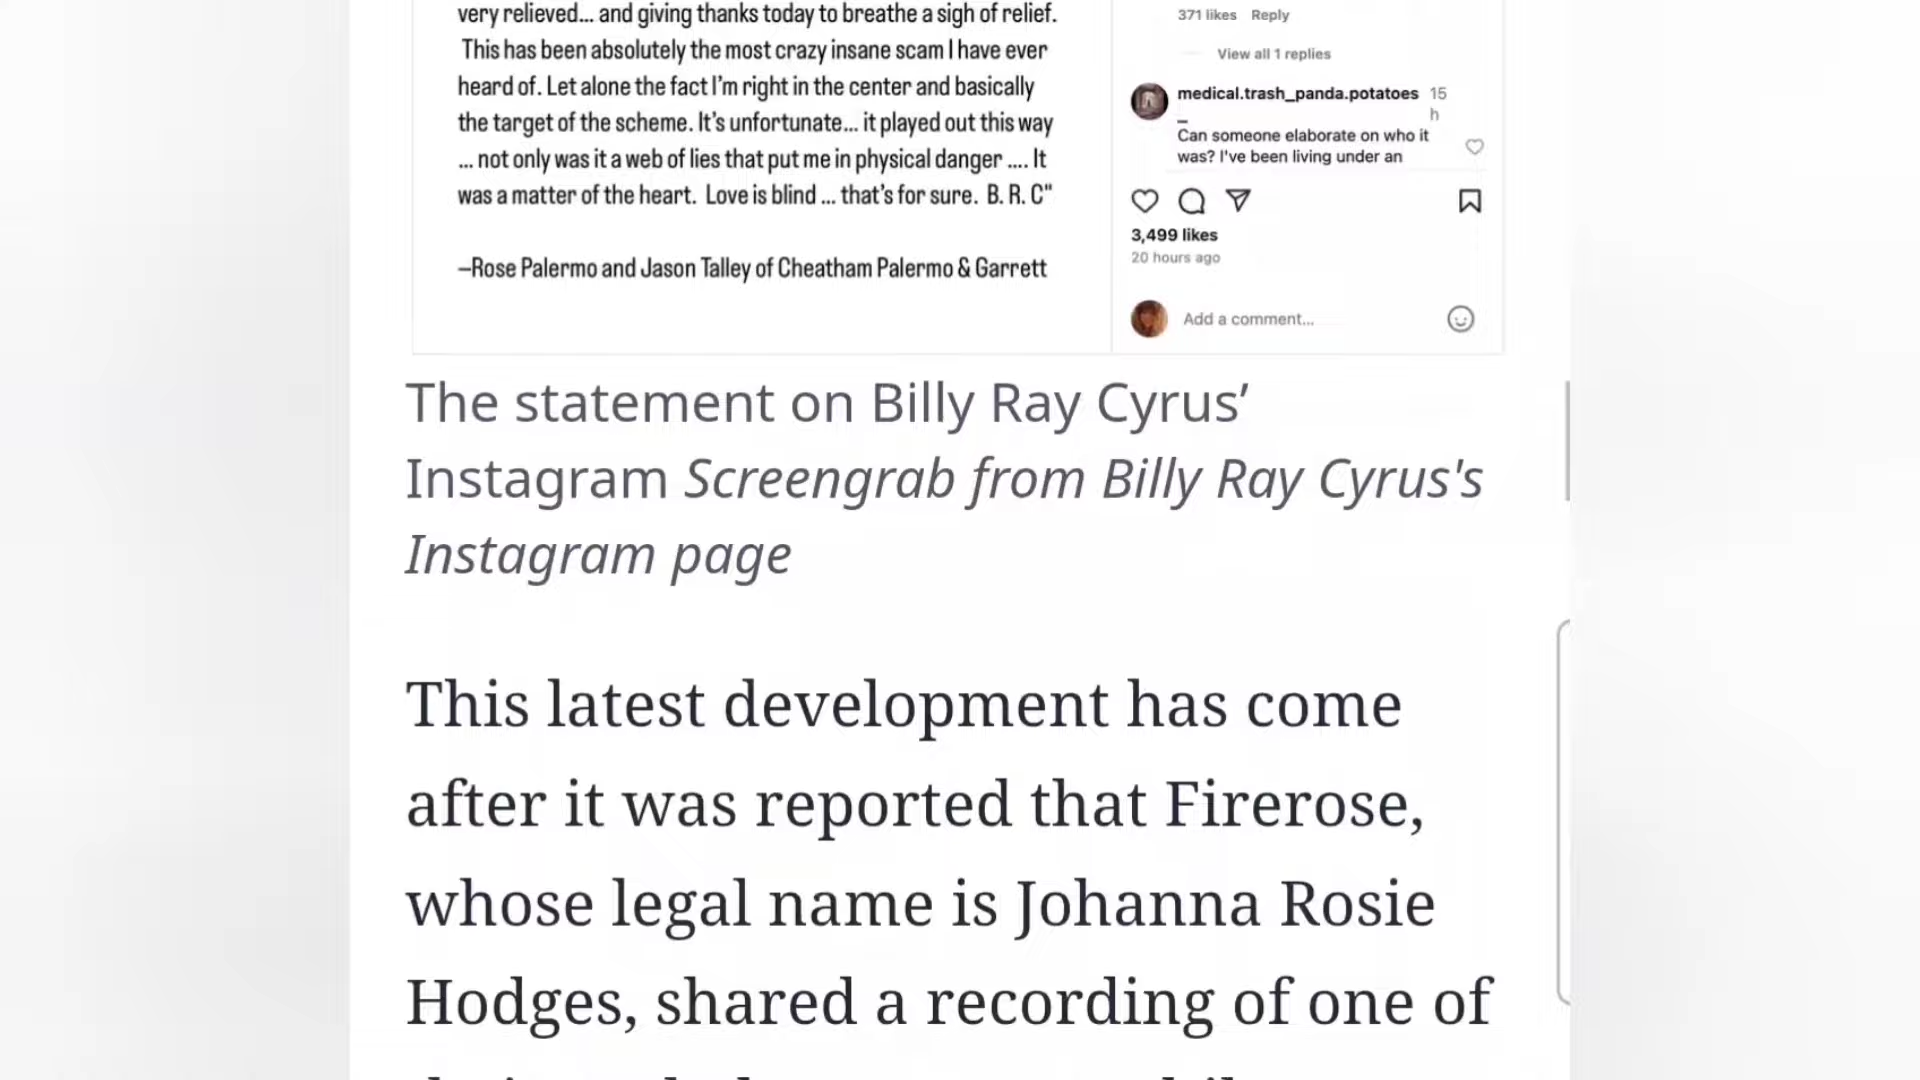 very relieved... and giving thanks today to breathe a sigh of relief.
This has been absolutely the most crazy insane scam I have ever
heard of. Let alone the fact I'm right in the center and basically
the target of the scheme. It's unfortunate... it played out this way
... not only was it a web of lies that put me in physical danger .... It
was a matter of the heart. Love is blind ... that's for sure. B. R. C"
–Rose Palermo and Jason Talley of Cheatham Palermo & Garrett
371 likes Reply
View all 1 replies
medical.trash_panda.potatoes 15
_ h
Can someone elaborate on who it
was? I've been living under an
3,499 likes
20 hours ago
Add a comment...
The statement on Billy Ray Cyrus’
Instagram Screengrab from Billy Ray Cyrus's
Instagram page
This latest development has come
after it was reported that Firerose,
whose legal name is Johanna Rosie
Hodges, shared a recording of one of